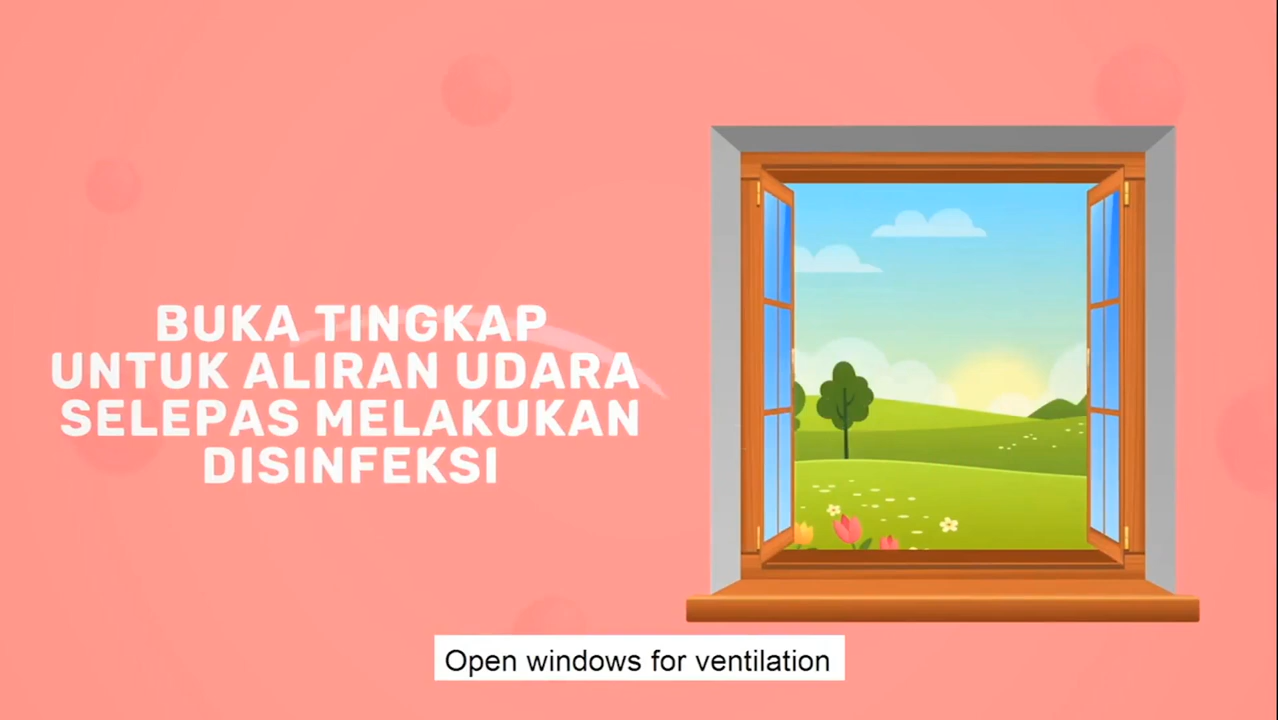 BUKA TINGKAP
UNTUK ALIRAN UDARA
SELEPAS MELAKUKAN
DISINFEKSI
Open windows for ventilation